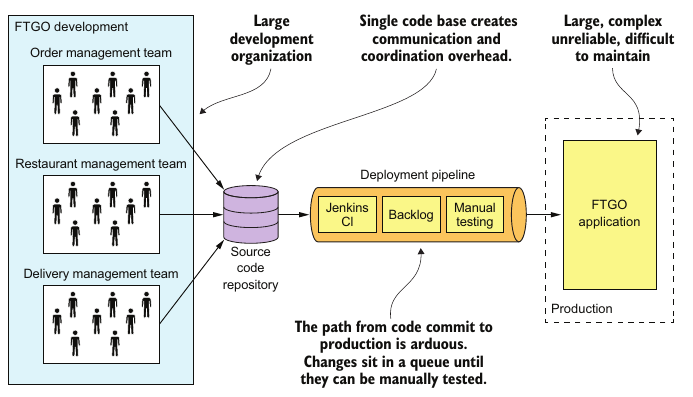 FTGO development
Order management team
Restaurant management team
Delivery management team
Large
development
organization
Single code base creates
communication and
coordination overhead.
Large, complex
unreliable, difficult
to maintain
Source
code
repository
Deployment pipeline
Jenkins
CI
Backlog
Manual
testing
The path from code commit to
production is arduous.
Changes sit in a queue until
they can be manually tested.
FTGO
application
Production